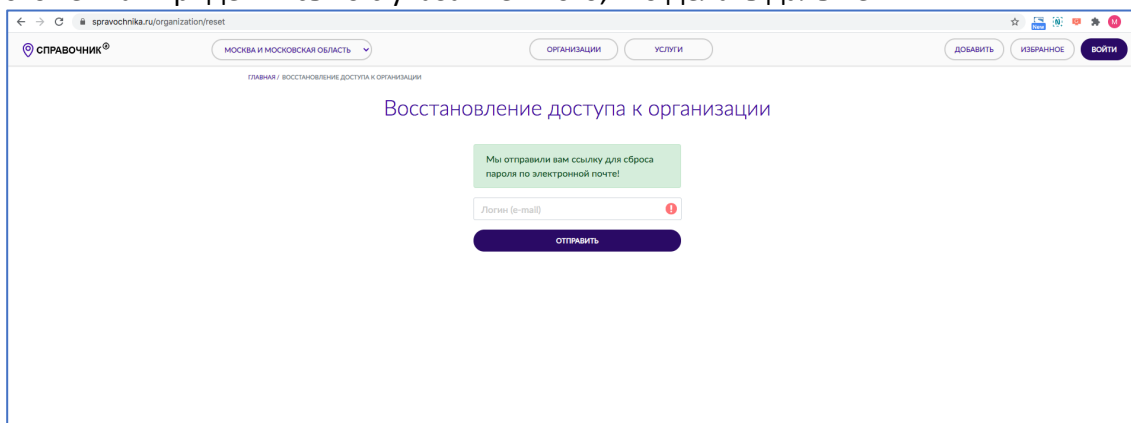 spravochnika.ru/organization/reset
New
M
СПРАВОЧНИК
МОСКВА И МОСКОВСКАЯ ОБЛАСТЬ
ОРГАНИЗАЦИИ
УСЛУГИ
ДОБАВИТЬ
ИЗБРАННОЕ
ВОЙТИ
ГЛАВНАЯ / ВОССТАНОВЛЕНИЕ ДОСТУПА К ОРГАНИЗАЦИИ
Восстановление доступа к организации
Мы отправили вам ссылку для сброса
пароля по электронной почте!
Логин (e-mail)
ОТПРАВИТЬ